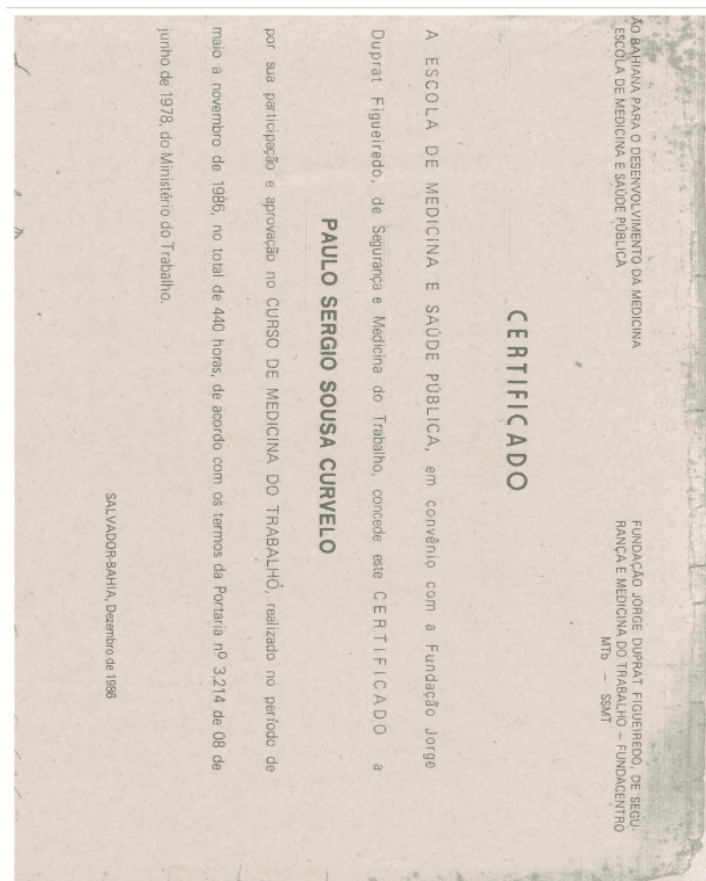 ÃO BAHIANA PARA O DESENVOLVIMENTO DA MEDICINA
ESCOLA DE MEDICINA E SAÚDE PÚBLICA
FUNDAÇÃO JORGE DUPRAT FIGUEIREDO, DE SEGU-
RANÇA E MEDICINA DO TRABALHO – FUNDACENTRO
MTb – SSMT
CERTIFICADO
A ESCOLA DE MEDICINA E SAÚDE PÚBLICA, em convênio com a Fundação Jorge
Duprat Figueiredo, de Segurança e Medicina do Trabalho, concede este CERTIFICADO a
PAULO SERGIO SOUSA CURVELO
por sua participação e aprovação no CURSO DE MEDICINA DO TRABALHO, realizado no período de
maio a novembro de 1986, no total de 440 horas, de acordo com os termos da Portaria nº 3.214 de 08 de
junho de 1978, do Ministério do Trabalho.
SALVADOR-BAHIA, Dezembro de 1986